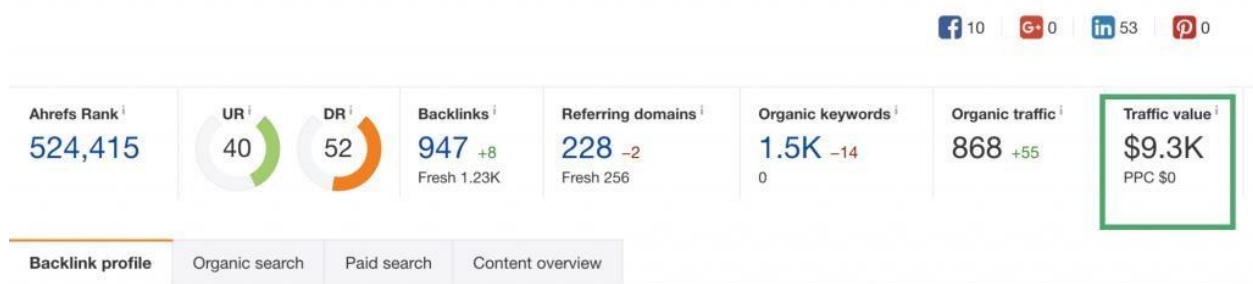 10 G+ 0 in 53 0
Ahrefs Rank i UR i DR i Backlinks i Referring domains i Organic keywords i Organic traffic i Traffic value i
524,415 40 52 947 +8 228 –2 1.5K –14 868 +55 $9.3K
Fresh 1.23K Fresh 256 0 PPC $0
Backlink profile Organic search Paid search Content overview